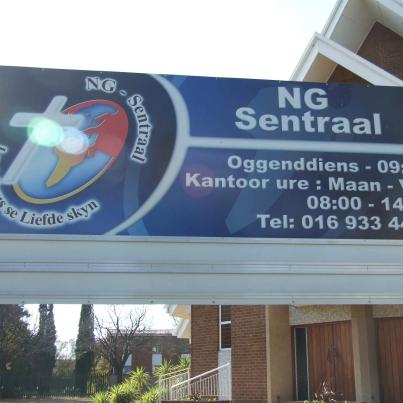 NG - Sentraal
se Liefde skyn
NG
Sentraal
Oggenddiens - 09:
Kantoor ure : Maan - V
08:00 - 14
Tel: 016 933 44